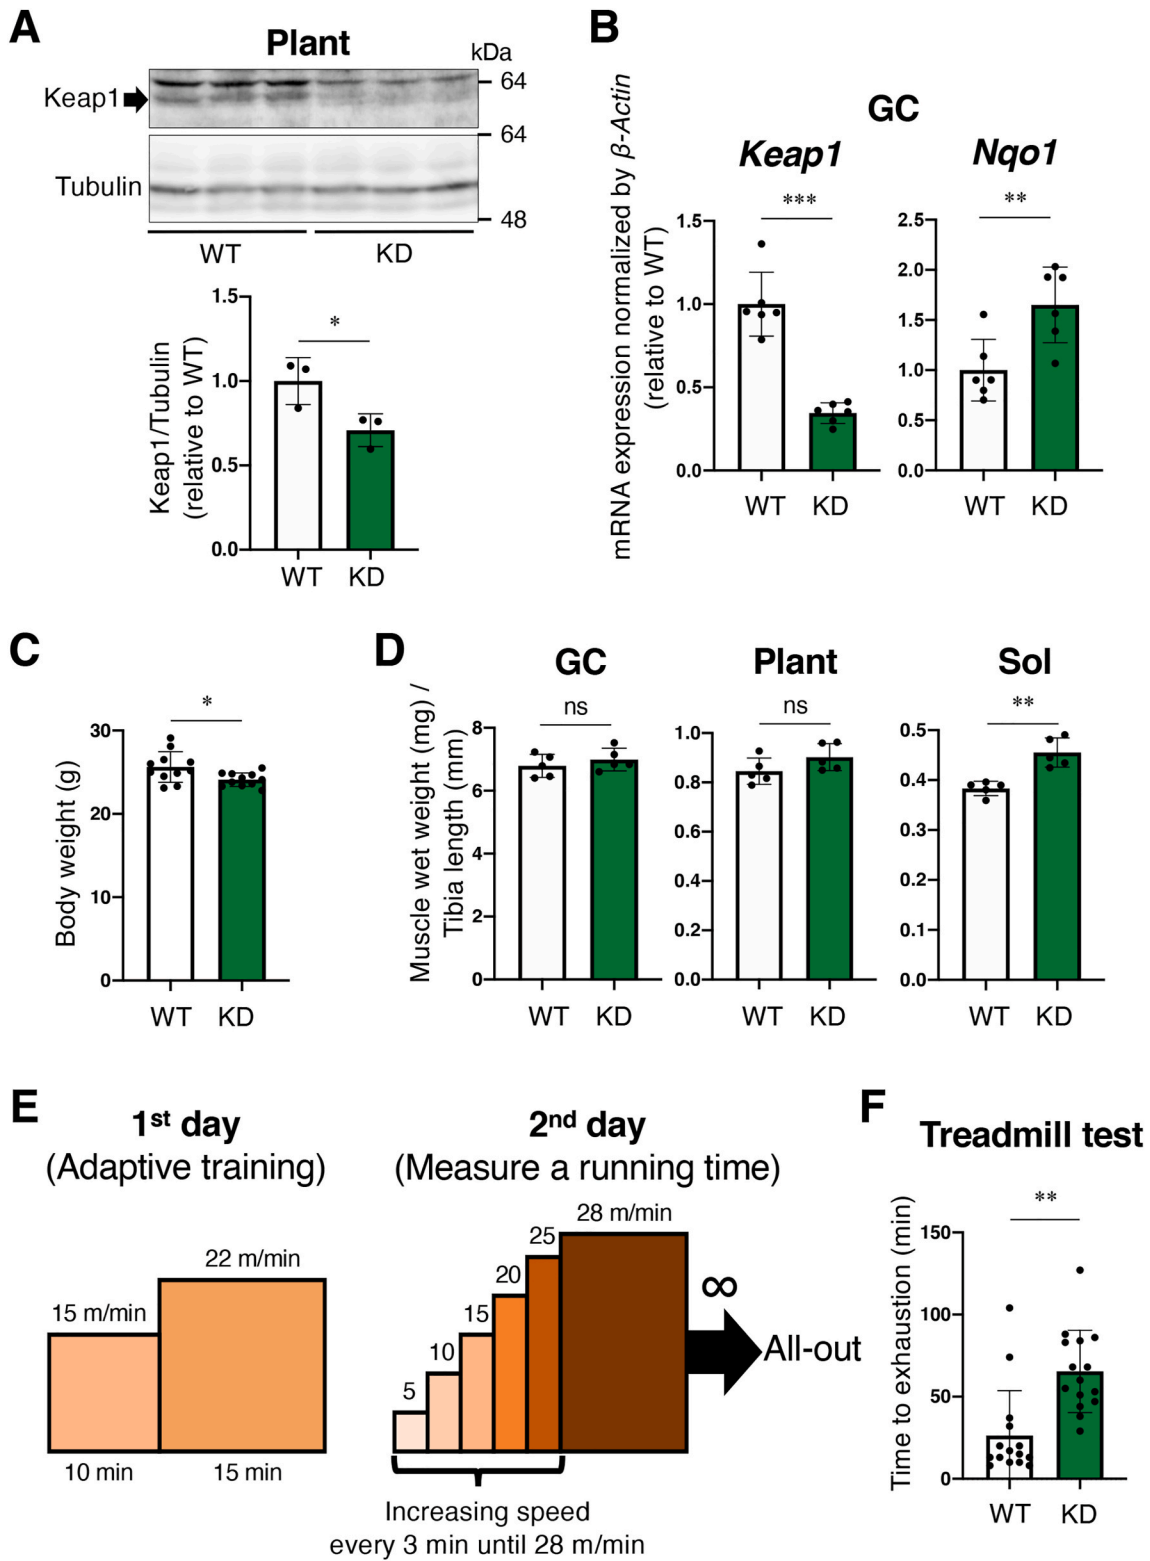 A
Plant
kDa
Keap1
64
64
Tubulin
48
WT
KD
Keap1/Tubulin
(relative to WT)
1.5
1.0
0.5
0.0
*
WT
KD
B
GC
mRNA expression normalized by β-Actin
(relative to WT)
Keap1
***
1.5
1.0
0.5
0.0
WT
KD
Nqo1
**
2.5
2.0
1.5
1.0
0.5
0.0
WT
KD
C
Body weight (g)
*
30
20
10
0
WT
KD
D
Muscle wet weight (mg) /
Tibia length (mm)
GC
ns
8
6
4
2
0
WT
KD
Plant
ns
1.0
0.8
0.6
0.4
0.2
0.0
WT
KD
Sol
**
0.5
0.4
0.3
0.2
0.1
0.0
WT
KD
E
1st day
(Adaptive training)
15 m/min
22 m/min
10 min
15 min
2nd day
(Measure a running time)
5
10
15
20
25
28 m/min
∞
All-out
Increasing speed
every 3 min until 28 m/min
F
Treadmill test
Time to exhaustion (min)
**
150
100
50
0
WT
KD